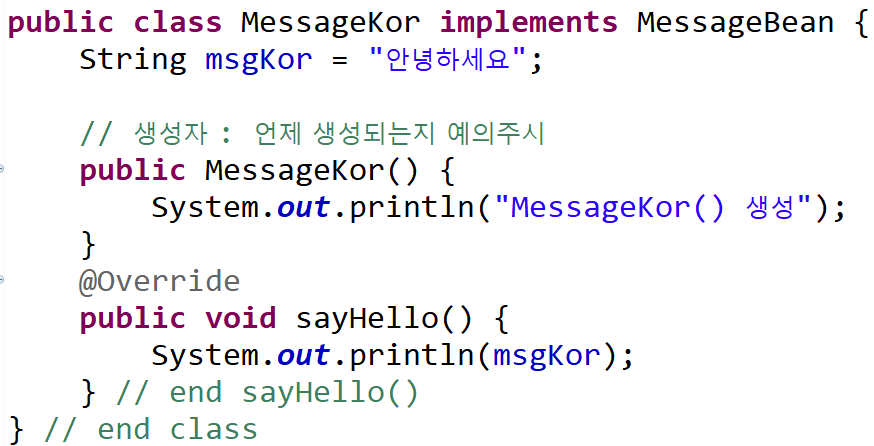 public class MessageKor implements MessageBean {
String msgKor = "안녕하세요";
// 생성자 : 언제 생성되는지 예의주시
public MessageKor() {
System.out.println("MessageKor() 생성");
}
@Override
public void sayHello() {
System.out.println(msgKor);
} // end sayHello()
} // end class